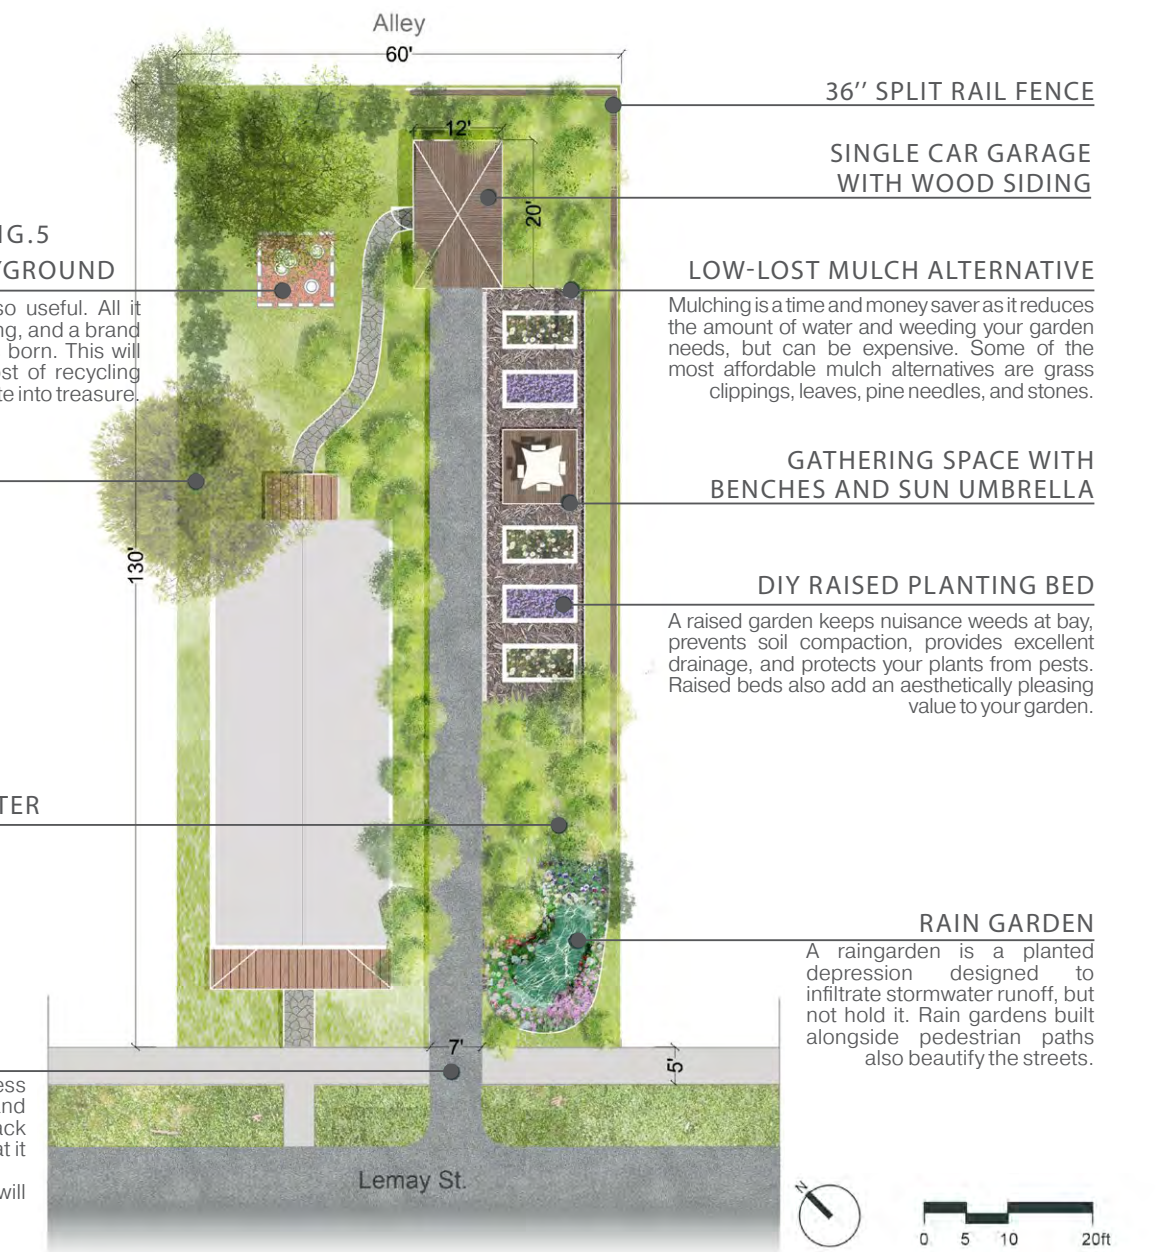 Alley
60'
36'' SPLIT RAIL FENCE
12'
SINGLE CAR GARAGE
WITH WOOD SIDING
20'
IG.5
YGROUND
so useful. All it
ng, and a brand
born. This will
st of recycling
te into treasure.
LOW-LOST MULCH ALTERNATIVE
Mulching is a time and money saver as it reduces
the amount of water and weeding your garden
needs, but can be expensive. Some of the
most affordable mulch alternatives are grass
clippings, leaves, pine needles, and stones.
GATHERING SPACE WITH
BENCHES AND SUN UMBRELLA
130'
DIY RAISED PLANTING BED
A raised garden keeps nuisance weeds at bay,
prevents soil compaction, provides excellent
drainage, and protects your plants from pests.
Raised beds also add an aesthetically pleasing
value to your garden.
TER
RAIN GARDEN
A raingarden is a planted
depression designed to
infiltrate stormwater runoff, but
not hold it. Rain gardens built
alongside pedestrian paths
also beautify the streets.
7'
5'
ess
and
ack
at it
will
Lemay St.
N
0 5 10 20ft